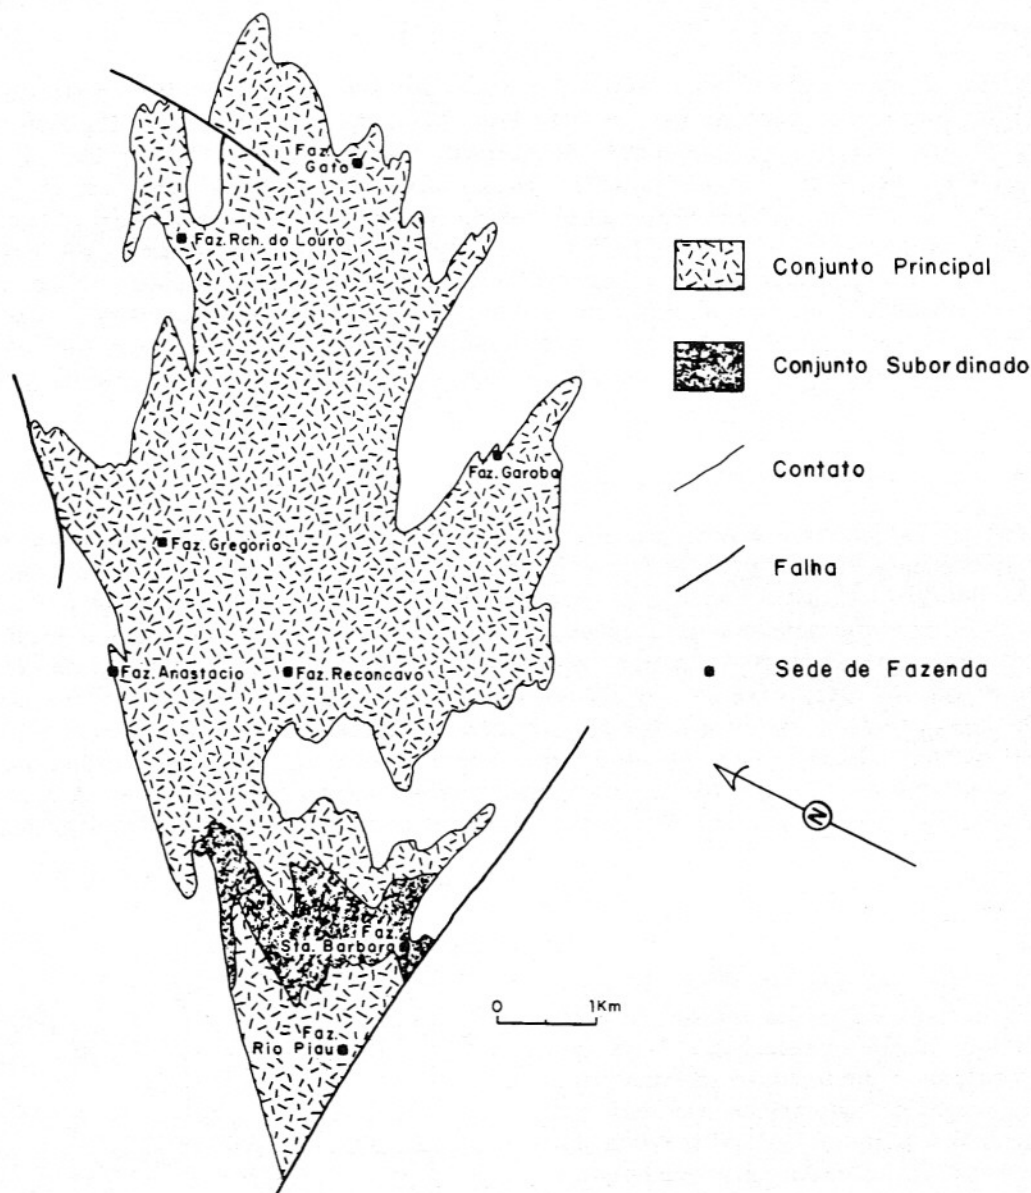 Faz.
Gato
Faz. Rch. do Louro
Conjunto Principal
Conjunto Subordinado
Contato
Faz. Garoba
Falha
Faz. Gregório
Faz. Anastacio
Faz. Reconcavo
Sede de Fazenda
N
Faz.
Sta. Barbara
0 1Km
Faz.
Rio Piau